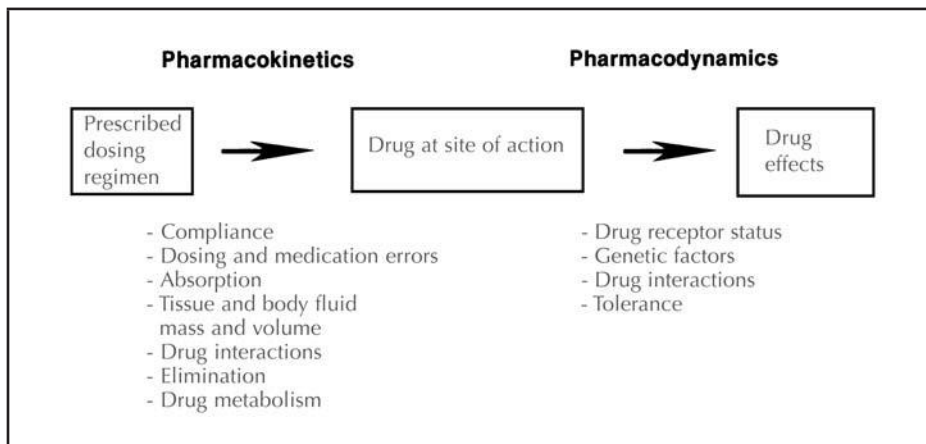 Pharmacokinetics
Pharmacodynamics
Prescribed
dosing
regimen
Drug at site of action
Drug
effects
- Compliance
- Dosing and medication errors
- Absorption
- Tissue and body fluid
mass and volume
- Drug interactions
- Elimination
- Drug metabolism
- Drug receptor status
- Genetic factors
- Drug interactions
- Tolerance